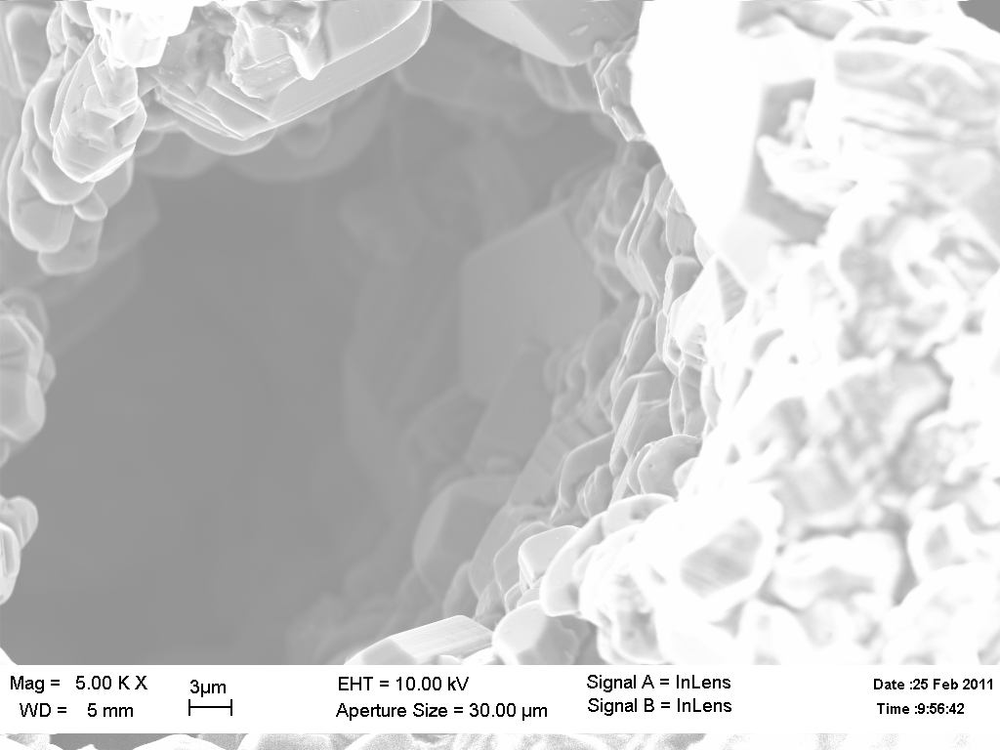 Mag = 5.00 K X
WD = 5 mm
3µm
EHT = 10.00 kV
Aperture Size = 30.00 µm
Signal A = InLens
Signal B = InLens
Date :25 Feb 2011
Time :9:56:42